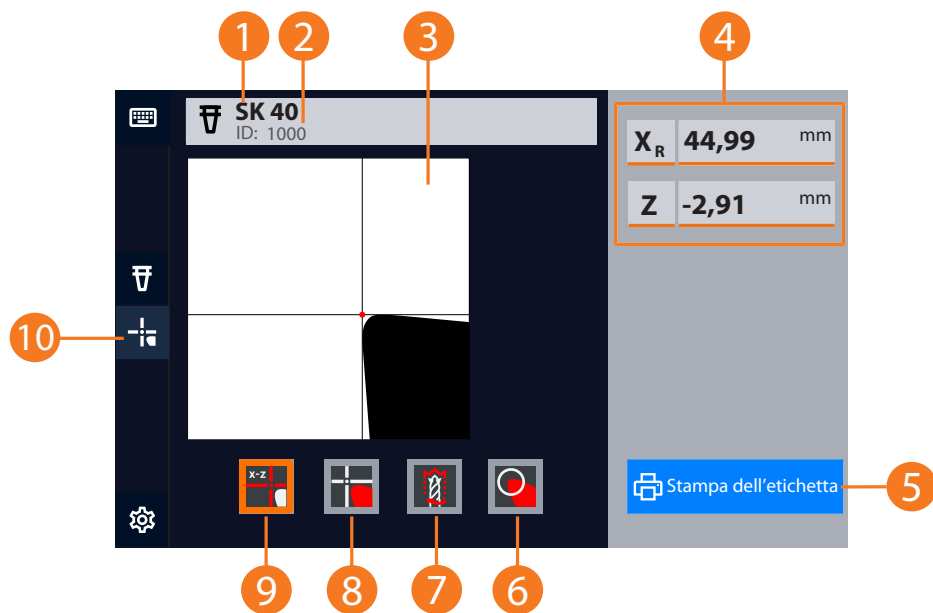 1 2 3 4
SK 40
ID: 1000
X R 44,99 mm
Z -2,91 mm
10
x-z
Stampa dell'etichetta 5
9 8 7 6